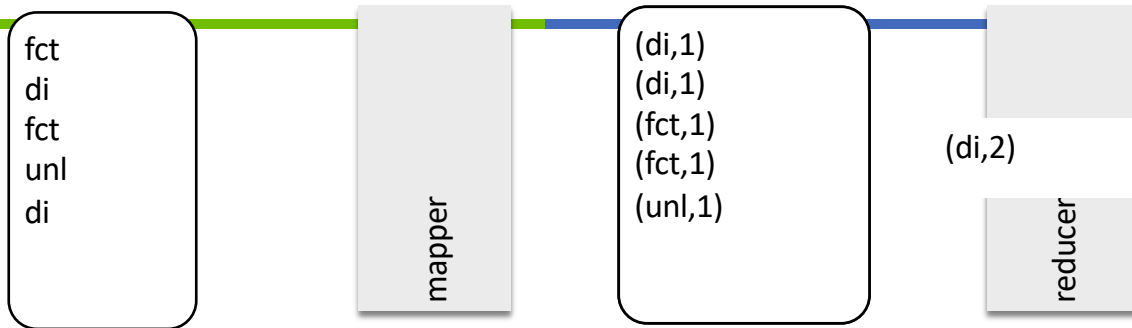 fct
di
fct
unl
di
mapper
(di,1)
(di,1)
(fct,1)
(fct,1)
(unl,1)
(di,2)
reducer